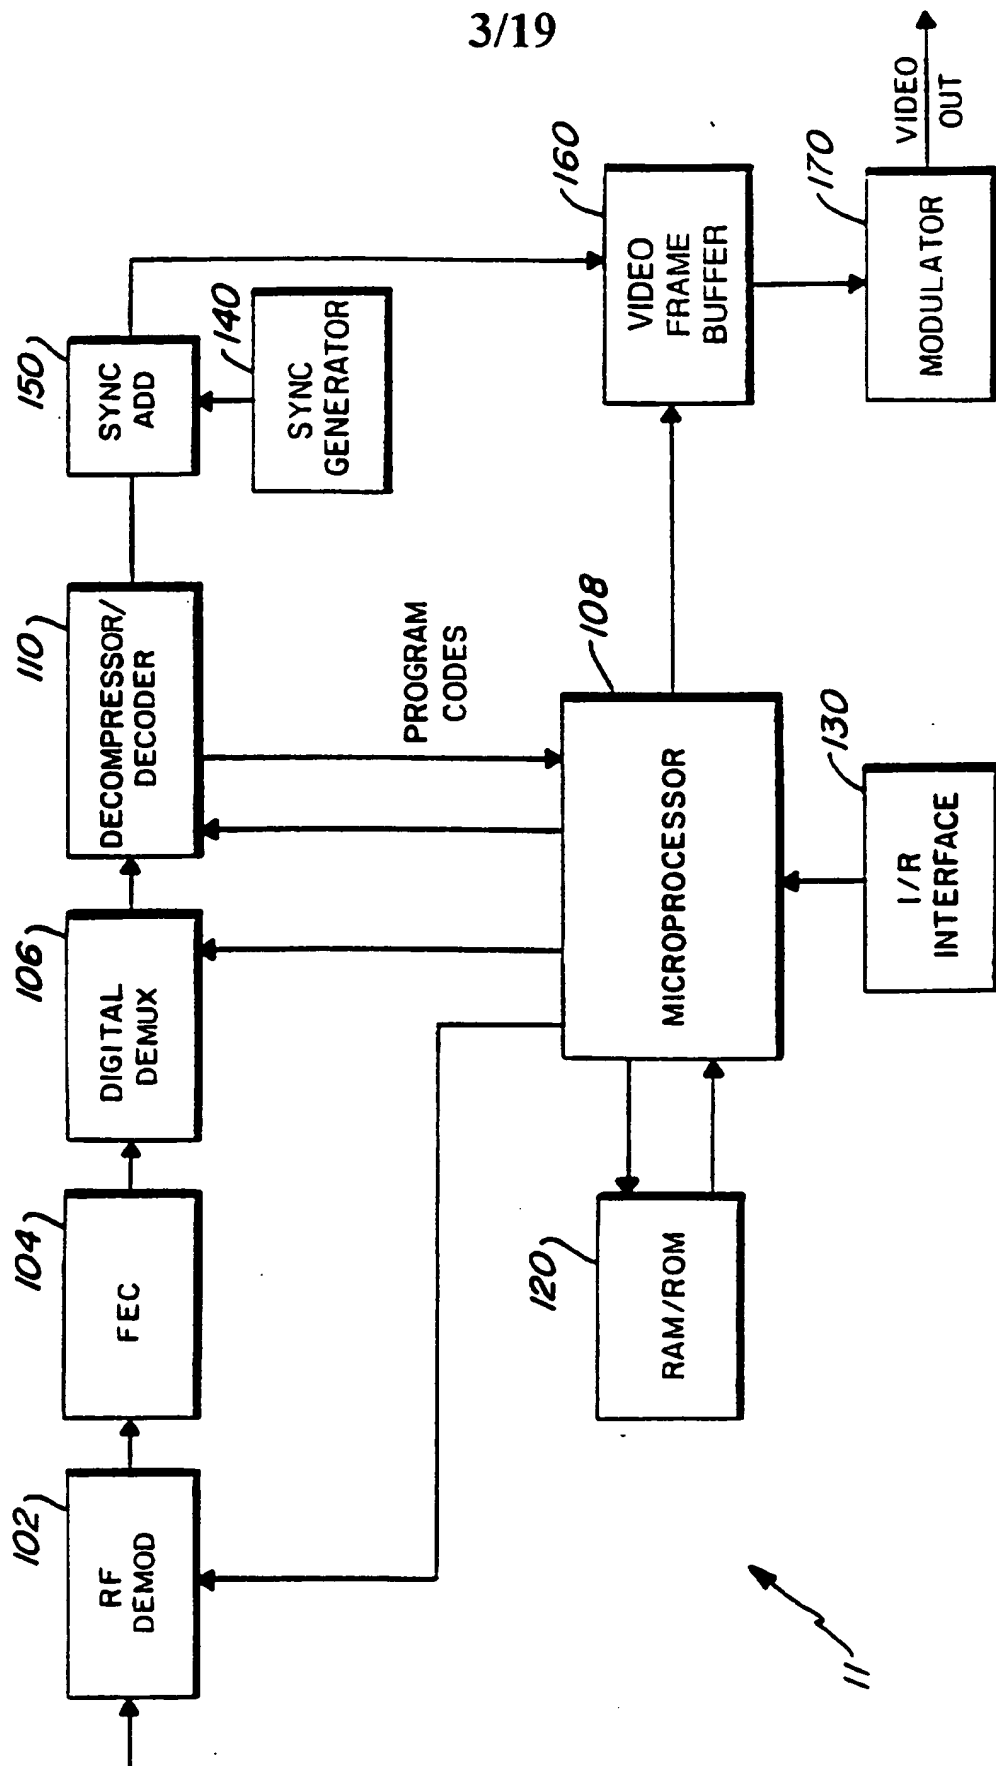 3/19
102
RF
DEMOD
104
FEC
106
DIGITAL
DEMUX
110
DECOMPRESSOR/
DECODER
150
SYNC
ADD
140
SYNC
GENERATOR
PROGRAM
CODES
120
RAM/ROM
108
MICROPROCESSOR
160
VIDEO
FRAME
BUFFER
130
I/R
INTERFACE
170
MODULATOR
VIDEO
OUT
11